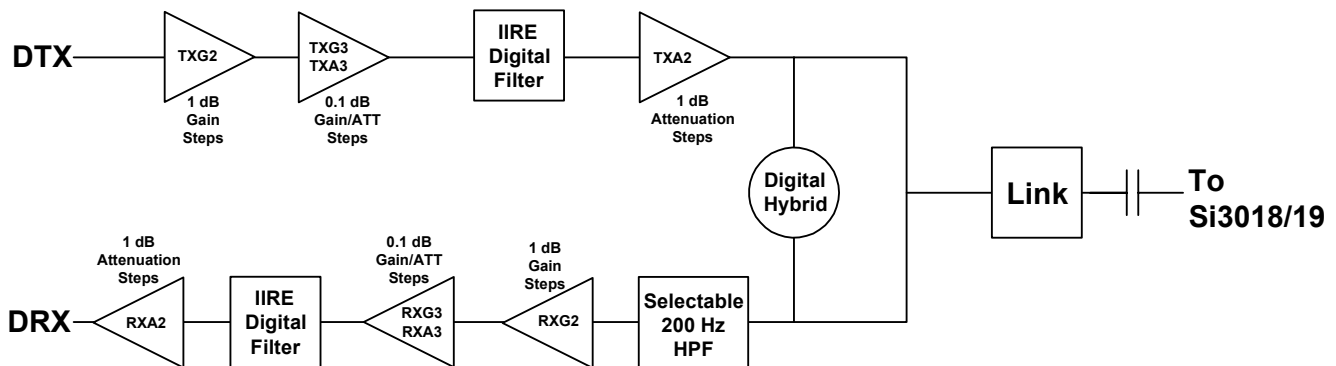 DTX
TXG2
1 dB
Gain
Steps
TXG3
TXA3
0.1 dB
Gain/ATT
Steps
IIRE
Digital
Filter
TXA2
1 dB
Attenuation
Steps
Digital
Hybrid
Link
To
Si3018/19
DRX
1 dB
Attenuation
Steps
RXA2
IIRE
Digital
Filter
0.1 dB
Gain/ATT
Steps
RXG3
RXA3
1 dB
Gain
Steps
RXG2
Selectable
200 Hz
HPF